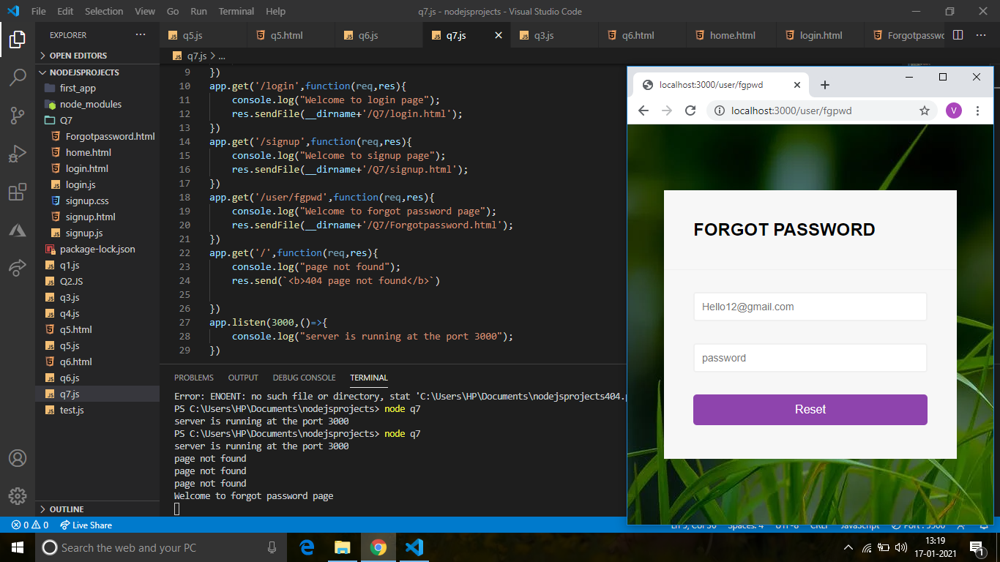 File Edit Selection View Go Run Terminal Help q7.js - nodejsprojects - Visual Studio Code
EXPLORER ...
q5.js q5.html q6.js q7.js q3.js q6.html home.html login.html Forgotpasswo ...
OPEN EDITORS
q7.js > ...
NODEJSPROJECTS
first_app
node_modules
Q7
Forgotpassword.html
home.html
login.html
login.js
signup.css
signup.html
signup.js
package-lock.json
q1.js
Q2.JS
q3.js
q4.js
q5.html
q5.js
q6.html
q6.js
q7.js
test.js
OUTLINE
9 })
10 app.get('/login',function(req,res){
11 console.log("Welcome to login page");
12 res.sendFile(__dirname+'/Q7/login.html');
13 })
14 app.get('/signup',function(req,res){
15 console.log("Welcome to signup page");
16 res.sendFile(__dirname+'/Q7/signup.html');
17 })
18 app.get('/user/fgpwd',function(req,res){
19 console.log("Welcome to forgot password page");
20 res.sendFile(__dirname+'/Q7/Forgotpassword.html');
21 })
22 app.get('/',function(req,res){
23 console.log("page not found");
24 res.send(`<b>404 page not found</b>`)
25
26 })
27 app.listen(3000,()=>{
28 console.log("server is running at the port 3000");
29 })
PROBLEMS OUTPUT DEBUG CONSOLE TERMINAL
Error: ENOENT: no such file or directory, stat 'C:\Users\HP\Documents\nodejsprojects404.
PS C:\Users\HP\Documents\nodejsprojects> node q7
server is running at the port 3000
PS C:\Users\HP\Documents\nodejsprojects> node q7
server is running at the port 3000
page not found
page not found
page not found
Welcome to forgot password page
localhost:3000/user/fgpwd
localhost:3000/user/fgpwd V
FORGOT PASSWORD
Hello12@gmail.com
password
Reset
0 0 Live Share
Search the web and your PC
13:19
17-01-2021
1